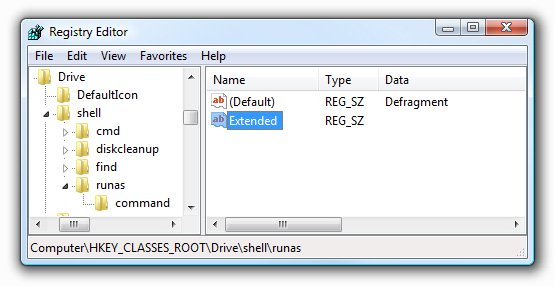 Registry Editor
File Edit View Favorites Help
Drive
DefaultIcon
shell
cmd
diskcleanup
find
runas
command
Name Type Data
(Default) REG_SZ Defragment
Extended REG_SZ
Computer\HKEY_CLASSES_ROOT\Drive\shell\runas